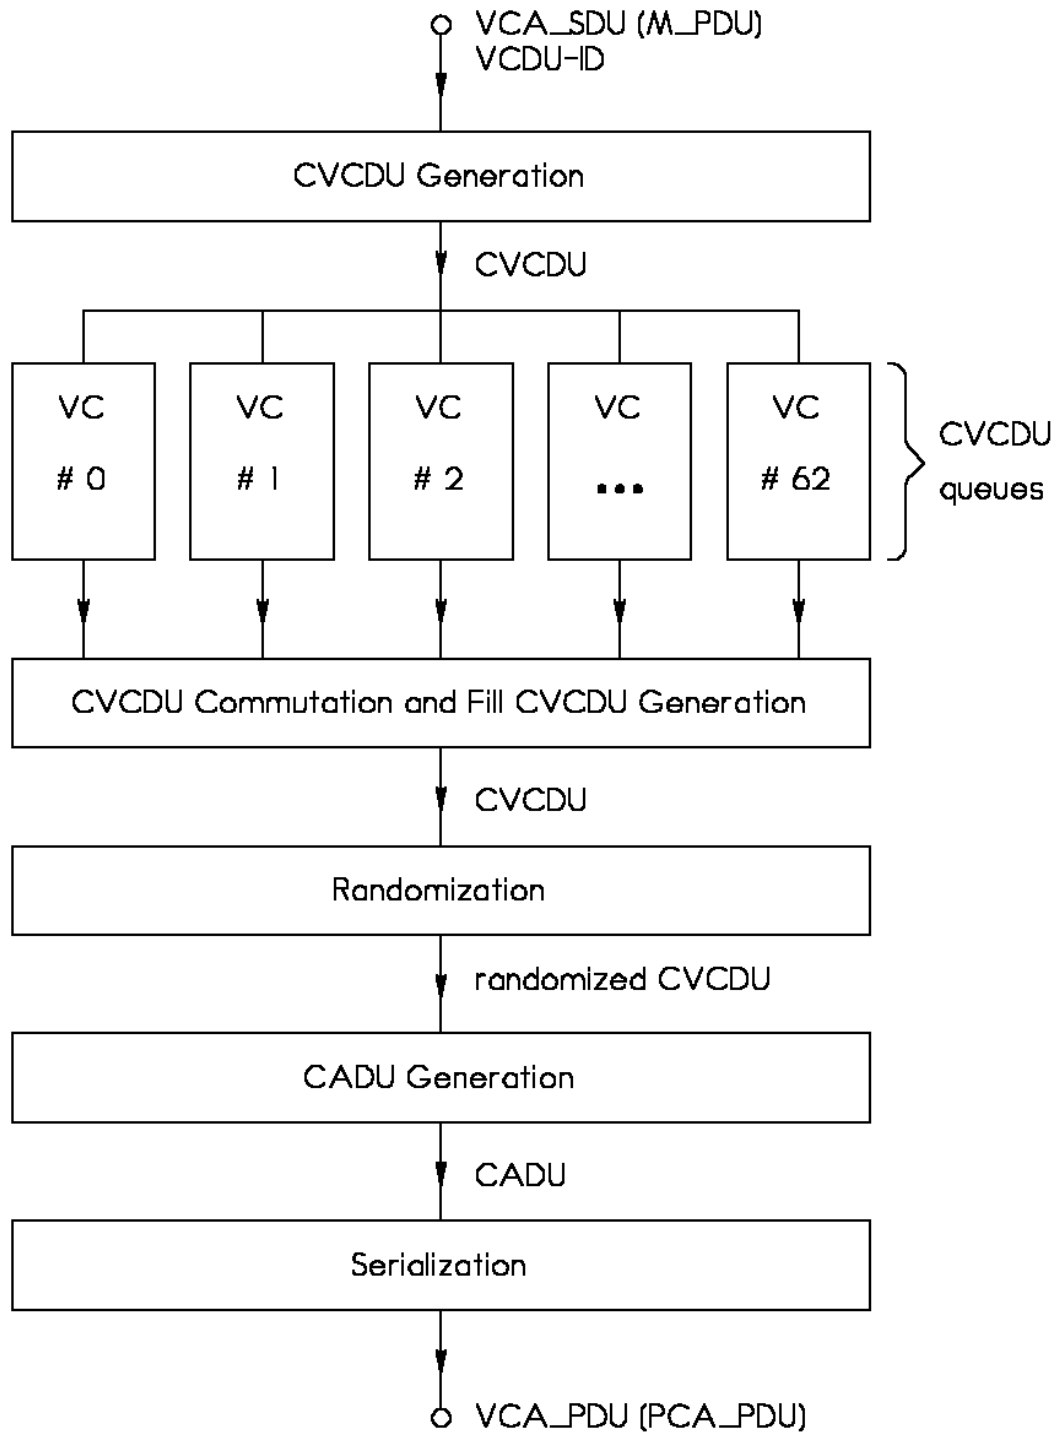 VCA_SDU (M_PDU)
VCDU-ID
CVCDU Generation
CVCDU
VC VC VC VC VC
# 0 # 1 # 2 ... # 62
CVCDU
queues
CVCDU Commutation and Fill CVCDU Generation
CVCDU
Randomization
randomized CVCDU
CADU Generation
CADU
Serialization
VCA_PDU (PCA_PDU)